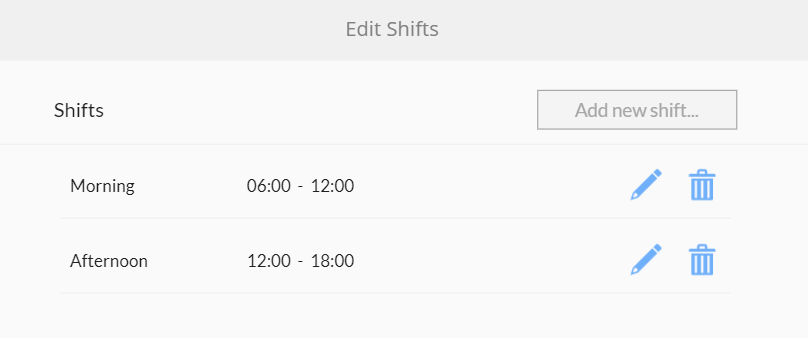 Edit Shifts
Shifts Add new shift...
Morning 06:00 - 12:00
Afternoon 12:00 - 18:00